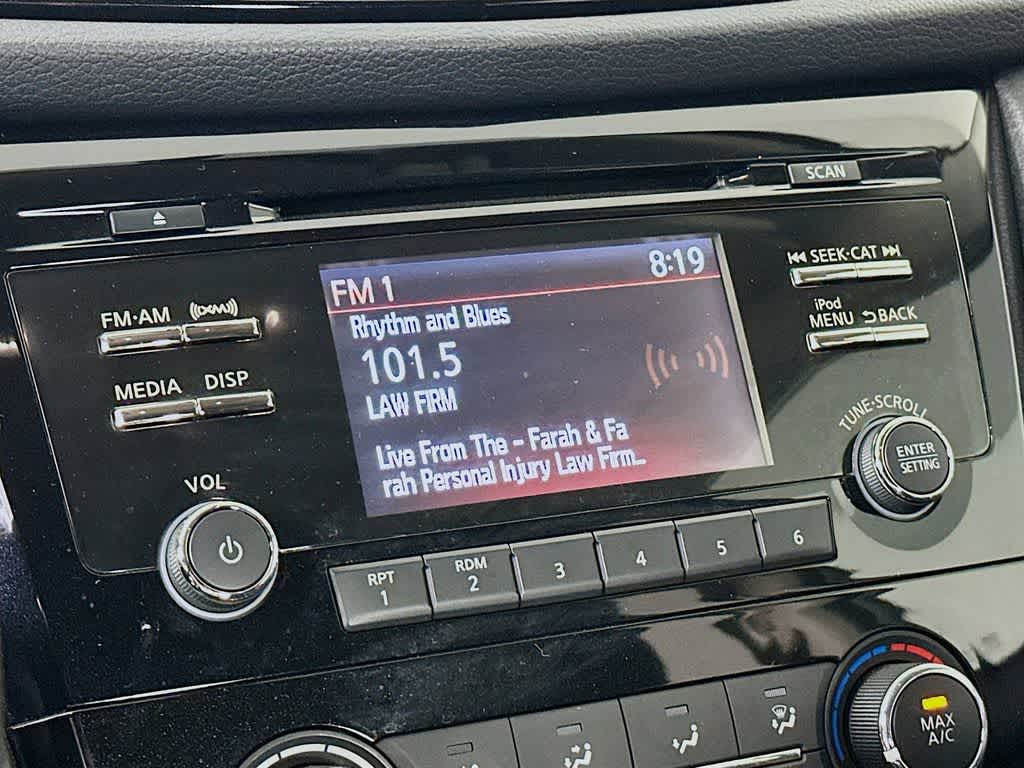 SCAN
SEEK·CAT
FM 1 8:19
iPod
MENU BACK
FM·AM ((XM))
Rhythm and Blues
101.5
MEDIA DISP
LAW FIRM
TUNE·SCROLL
Live From The - Farah & Fa
rah Personal Injury Law Firm...
ENTER
SETTING
VOL
RPT
1
RDM
2
3
4
5
6
MAX
A/C